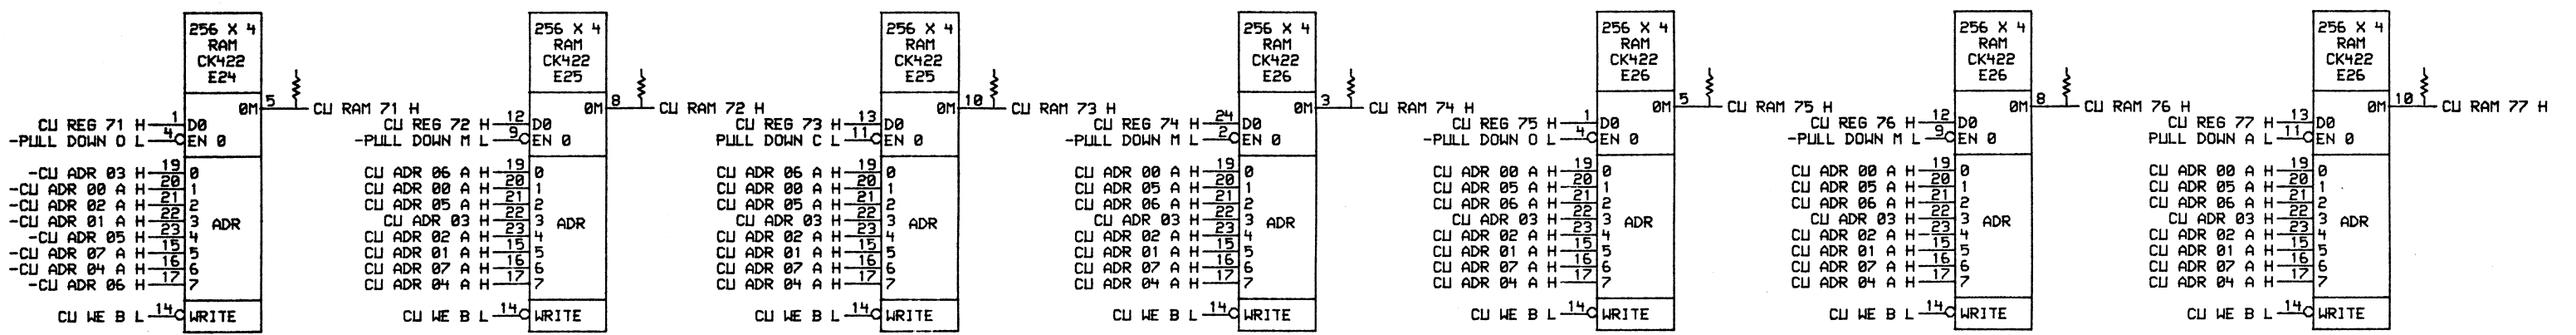 256 X 4
RAM
CK422
E24
0M
5
CU RAM 71 H
CU REG 71 H 1 D0
-PULL DOWN O L 4 EN 0
-CU ADR 03 H 19 0
-CU ADR 00 A H 20 1
-CU ADR 02 A H 21 2
-CU ADR 01 A H 22 3 ADR
-CU ADR 05 H 23 4
-CU ADR 07 A H 15 5
-CU ADR 04 A H 16 6
-CU ADR 06 H 17 7
CU WE B L 14 WRITE
256 X 4
RAM
CK422
E25
0M
8
CU RAM 72 H
CU REG 72 H 12 D0
-PULL DOWN M L 9 EN 0
CU ADR 06 A H 19 0
CU ADR 00 A H 20 1
CU ADR 05 A H 21 2
CU ADR 03 H 22 3 ADR
CU ADR 02 A H 23 4
CU ADR 01 A H 15 5
CU ADR 07 A H 16 6
CU ADR 04 A H 17 7
CU WE B L 14 WRITE
256 X 4
RAM
CK422
E25
0M
10
CU RAM 73 H
CU REG 73 H 13 D0
PULL DOWN C L 11 EN 0
CU ADR 06 A H 19 0
CU ADR 00 A H 20 1
CU ADR 05 A H 21 2
CU ADR 03 H 22 3 ADR
CU ADR 02 A H 23 4
CU ADR 01 A H 15 5
CU ADR 07 A H 16 6
CU ADR 04 A H 17 7
CU WE B L 14 WRITE
256 X 4
RAM
CK422
E26
0M
3
CU RAM 74 H
CU REG 74 H 24 D0
-PULL DOWN M L 2 EN 0
CU ADR 00 A H 19 0
CU ADR 05 A H 20 1
CU ADR 06 A H 21 2
CU ADR 03 H 22 3 ADR
CU ADR 02 A H 23 4
CU ADR 01 A H 15 5
CU ADR 07 A H 16 6
CU ADR 04 A H 17 7
CU WE B L 14 WRITE
256 X 4
RAM
CK422
E26
0M
5
CU RAM 75 H
CU REG 75 H 1 D0
-PULL DOWN O L 4 EN 0
CU ADR 00 A H 19 0
CU ADR 05 A H 20 1
CU ADR 06 A H 21 2
CU ADR 03 H 22 3 ADR
CU ADR 02 A H 23 4
CU ADR 01 A H 15 5
CU ADR 07 A H 16 6
CU ADR 04 A H 17 7
CU WE B L 14 WRITE
256 X 4
RAM
CK422
E26
0M
8
CU RAM 76 H
CU REG 76 H 12 D0
-PULL DOWN M L 9 EN 0
CU ADR 00 A H 19 0
CU ADR 05 A H 20 1
CU ADR 06 A H 21 2
CU ADR 03 H 22 3 ADR
CU ADR 02 A H 23 4
CU ADR 01 A H 15 5
CU ADR 07 A H 16 6
CU ADR 04 A H 17 7
CU WE B L 14 WRITE
256 X 4
RAM
CK422
E26
0M
10
CU RAM 77 H
CU REG 77 H 13 D0
PULL DOWN A L 11 EN 0
CU ADR 00 A H 19 0
CU ADR 05 A H 20 1
CU ADR 06 A H 21 2
CU ADR 03 H 22 3 ADR
CU ADR 02 A H 23 4
CU ADR 01 A H 15 5
CU ADR 07 A H 16 6
CU ADR 04 A H 17 7
CU WE B L 14 WRITE